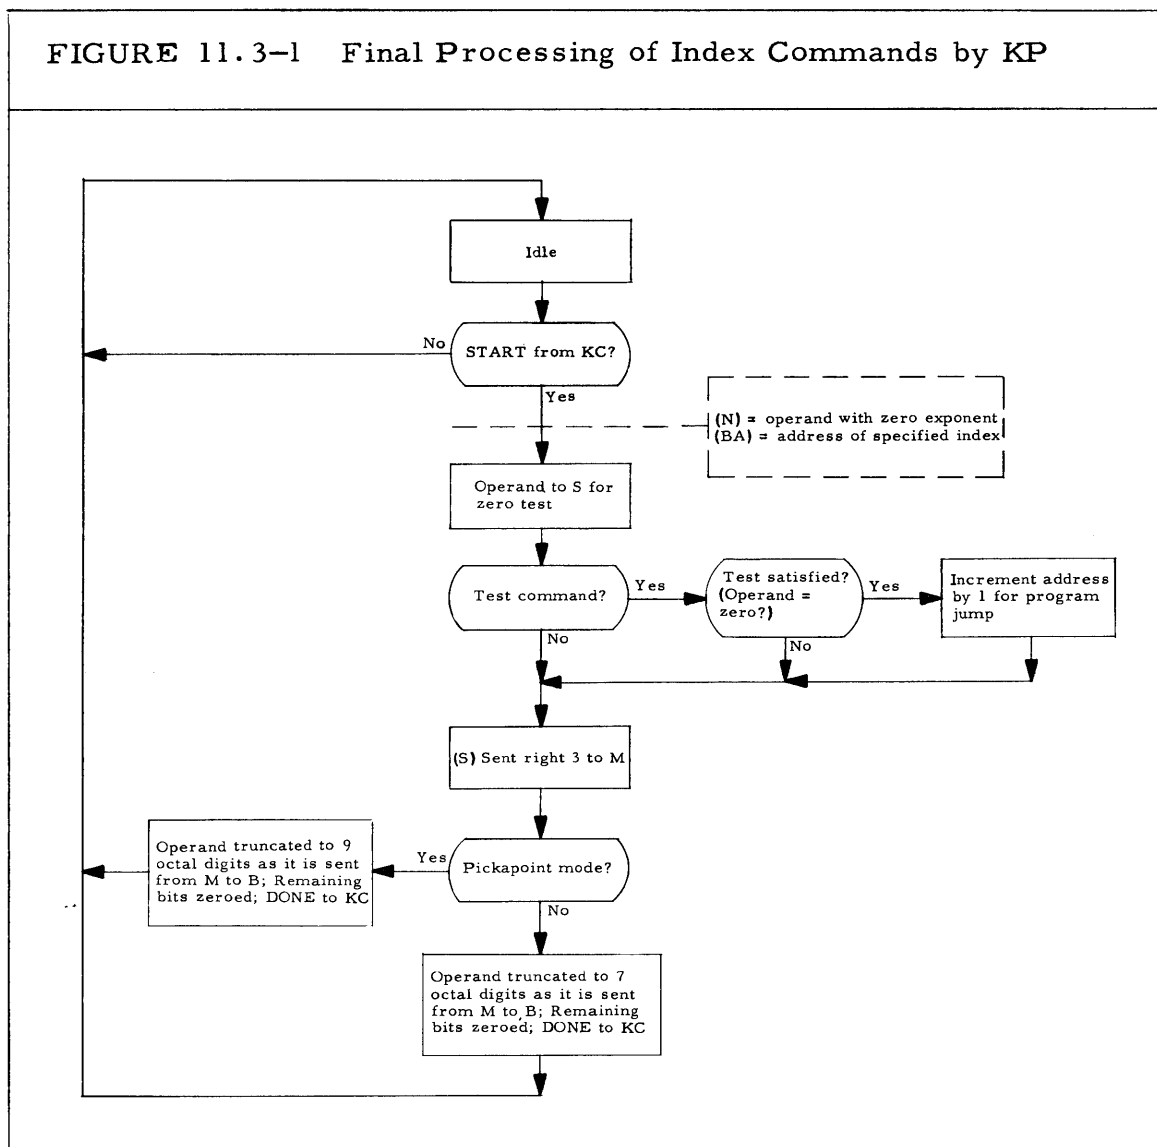 FIGURE 11.3-1 Final Processing of Index Commands by KP
Idle
No
START from KC?
Yes
(N) = operand with zero exponent
(BA) = address of specified index
Operand to S for
zero test
Test command?
Yes
Test satisfied?
(Operand =
zero?)
Yes
Increment address
by 1 for program
jump
No
No
(S) Sent right 3 to M
Operand truncated to 9
octal digits as it is sent
from M to B; Remaining
bits zeroed; DONE to KC
Yes
Pickapoint mode?
No
Operand truncated to 7
octal digits as it is sent
from M to B; Remaining
bits zeroed; DONE to KC